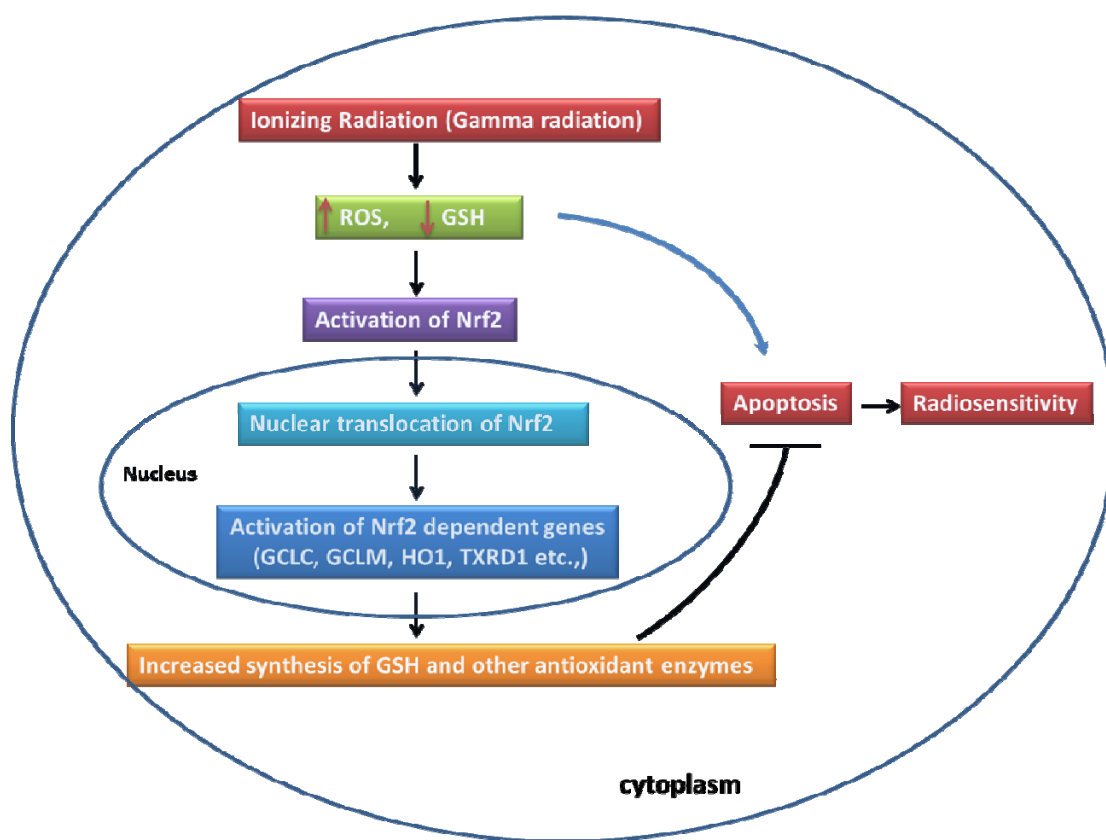 Ionizing Radiation (Gamma radiation)
ROS, GSH
Activation of Nrf2
Nuclear translocation of Nrf2
Apoptosis
Radiosensitivity
Nucleus
Activation of Nrf2 dependent genes
(GCLC, GCLM, HO1, TXRD1 etc.,)
Increased synthesis of GSH and other antioxidant enzymes
cytoplasm